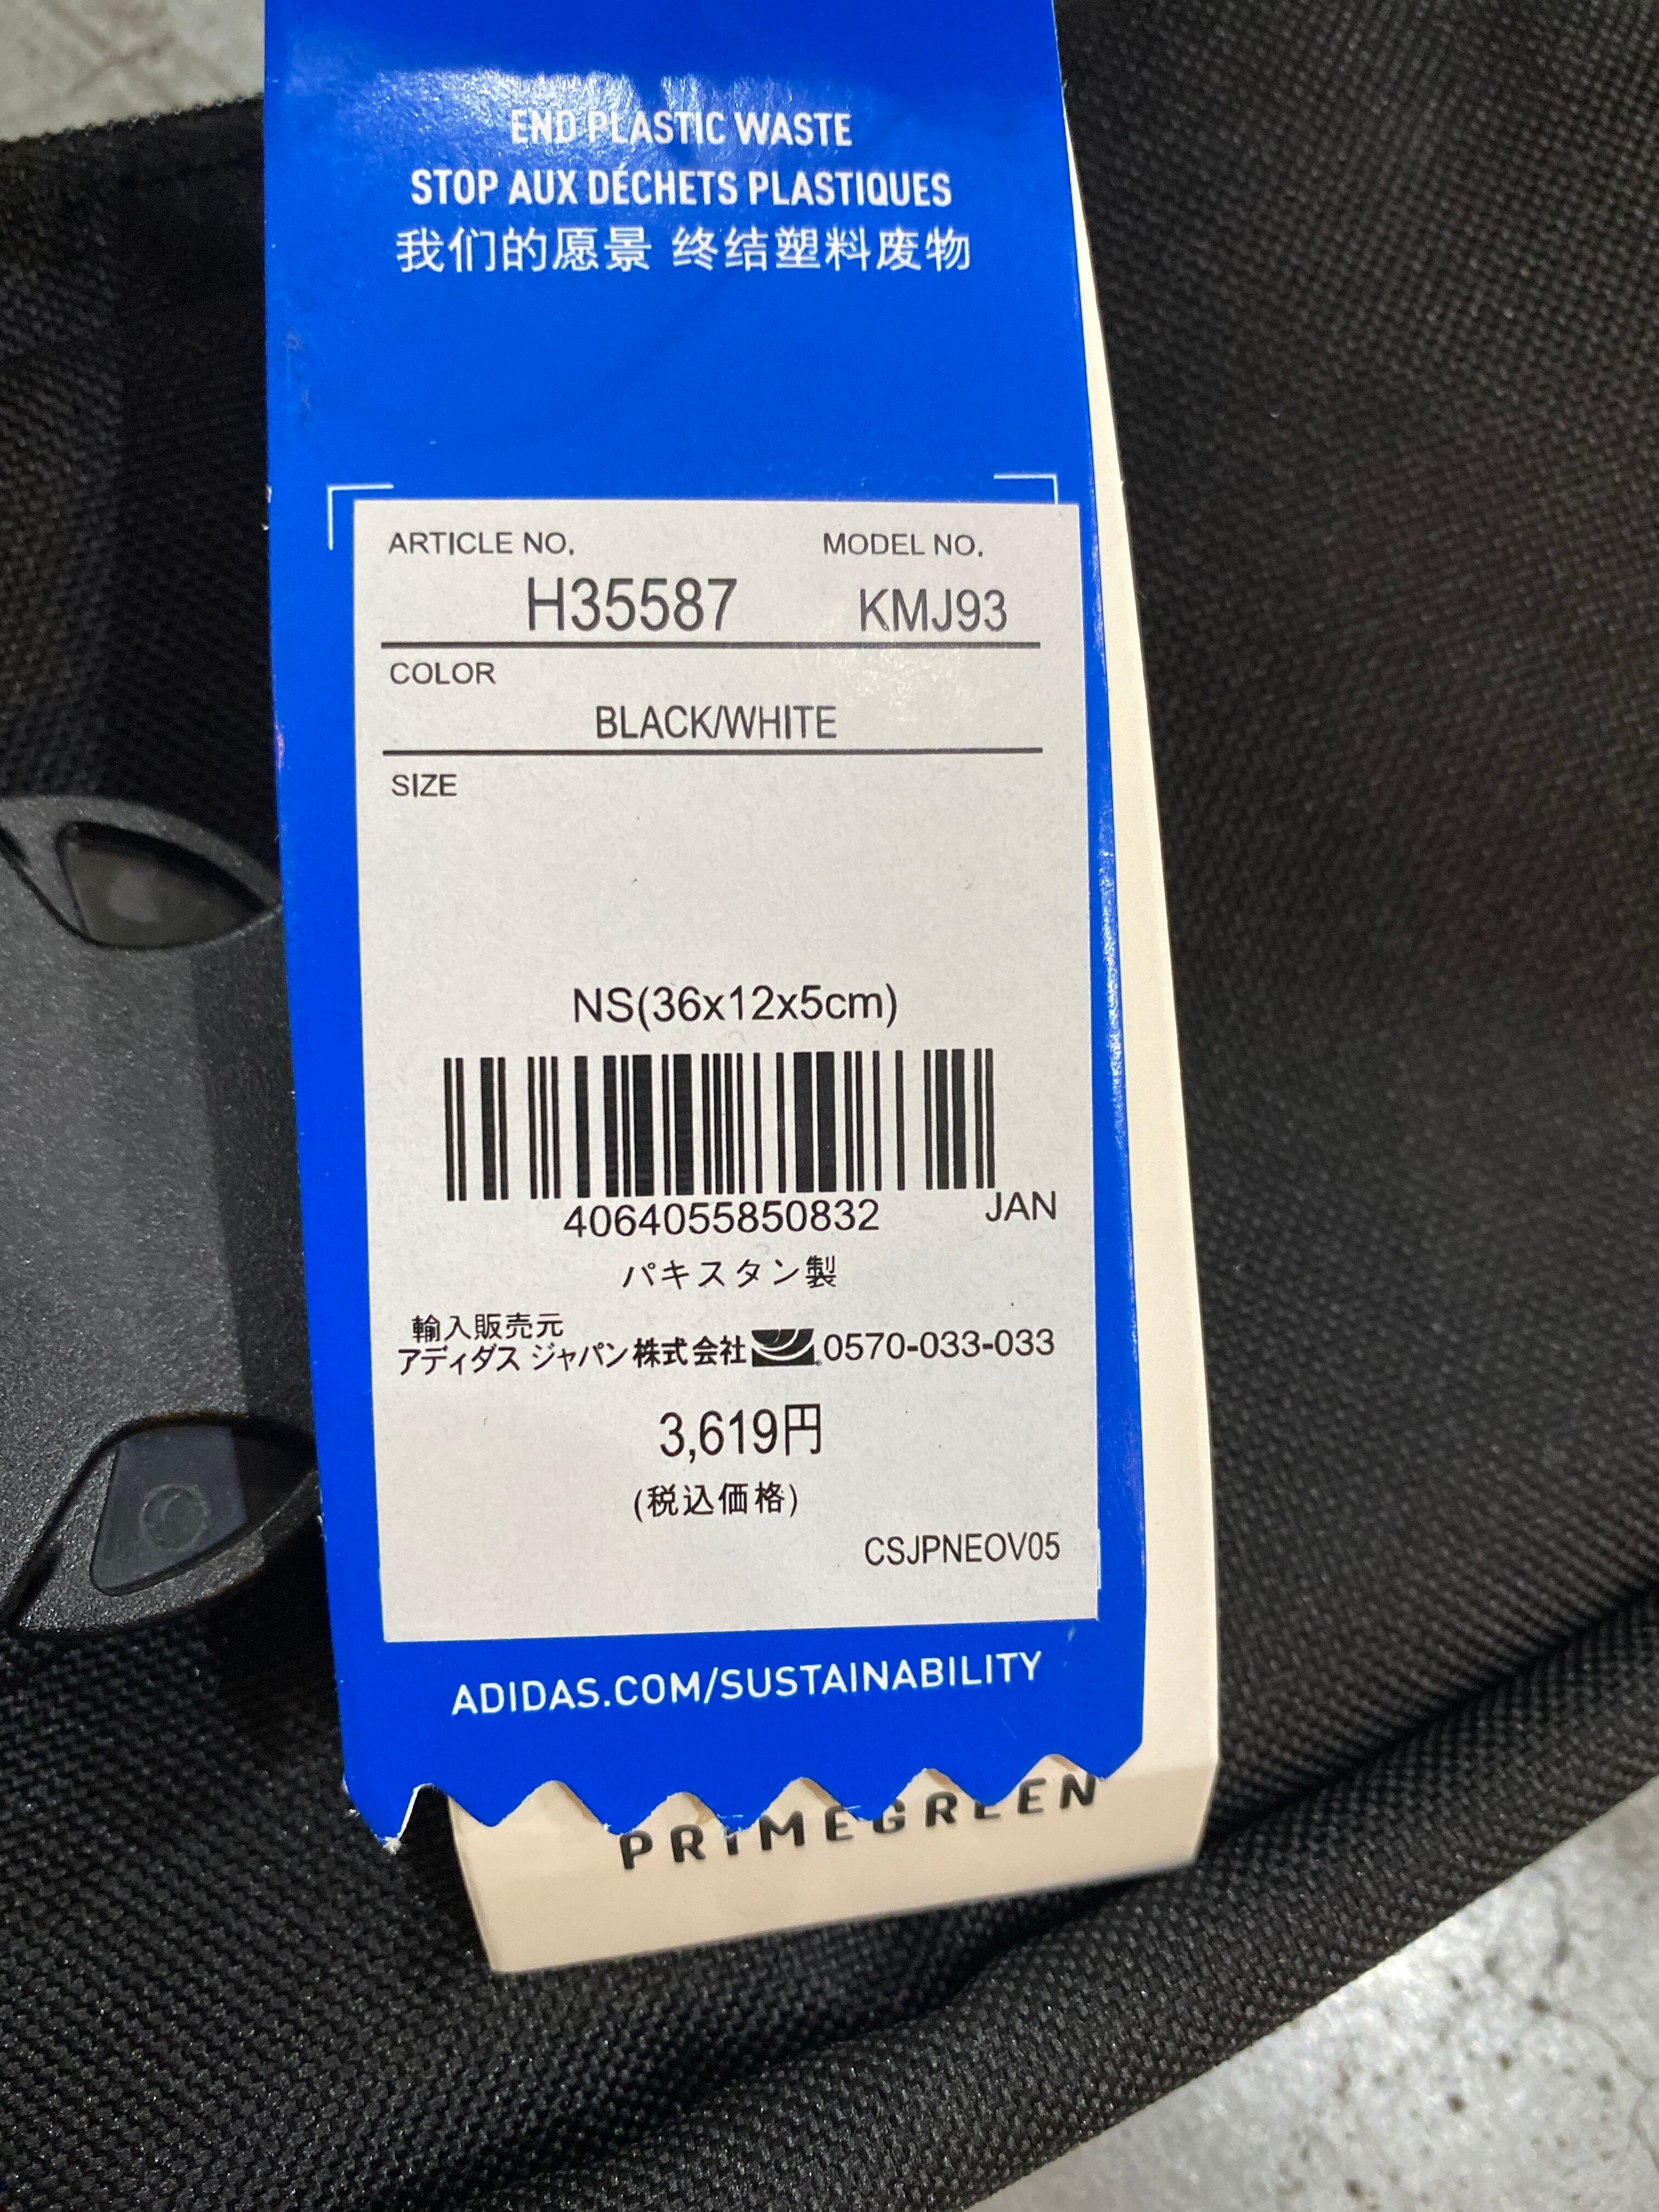 END PLASTIC WASTE
STOP AUX DÉCHETS PLASTIQUES
我们的愿景 终结塑料废物
ARTICLE NO. MODEL NO.
H35587 KMJ93
COLOR
BLACK/WHITE
SIZE
NS(36x12x5cm)
4064055850832 JAN
パキスタン製
輸入販売元
アディダス ジャパン株式会社 0570-033-033
3,619円
(税込価格)
CSJPNEOV05
ADIDAS.COM/SUSTAINABILITY
PRIMEGREEN